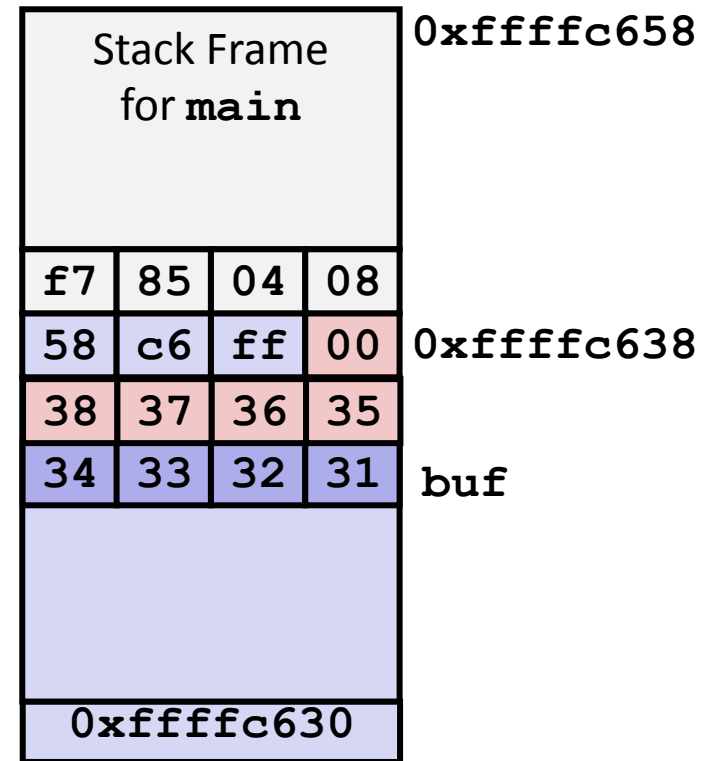 Stack Frame
for main
0xffffc658
f7 85 04 08
58 c6 ff 00 0xffffc638
38 37 36 35
34 33 32 31 buf
0xffffc630